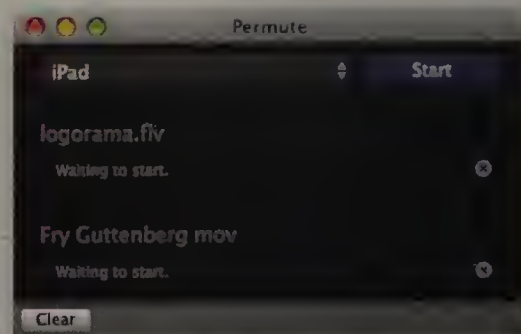 Permute
iPad
Start
logorama.flv
Waiting to start.
Fry Guttenberg mov
Waiting to start.
Clear